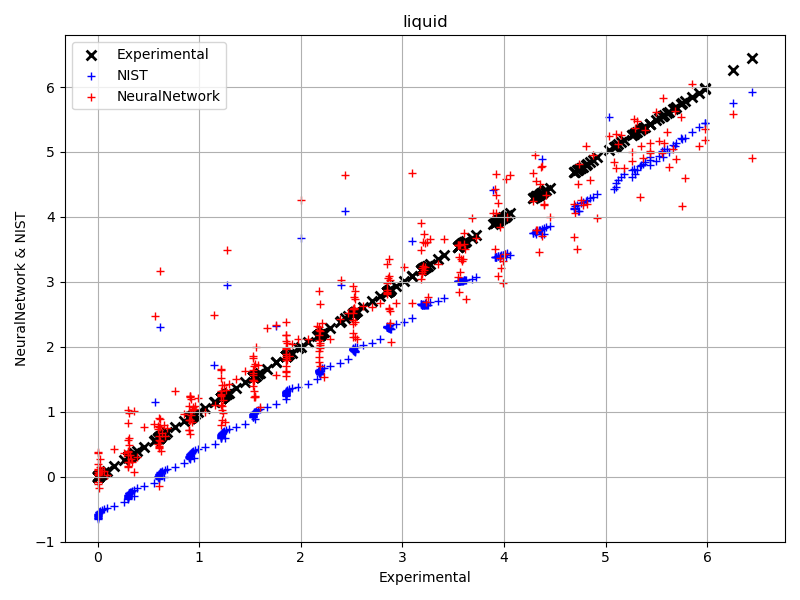 liquid
Experimental
NIST
NeuralNetwork
NeuralNetwork & NIST
6
5
4
3
2
1
0
−1
0 1 2 3 4 5 6
Experimental